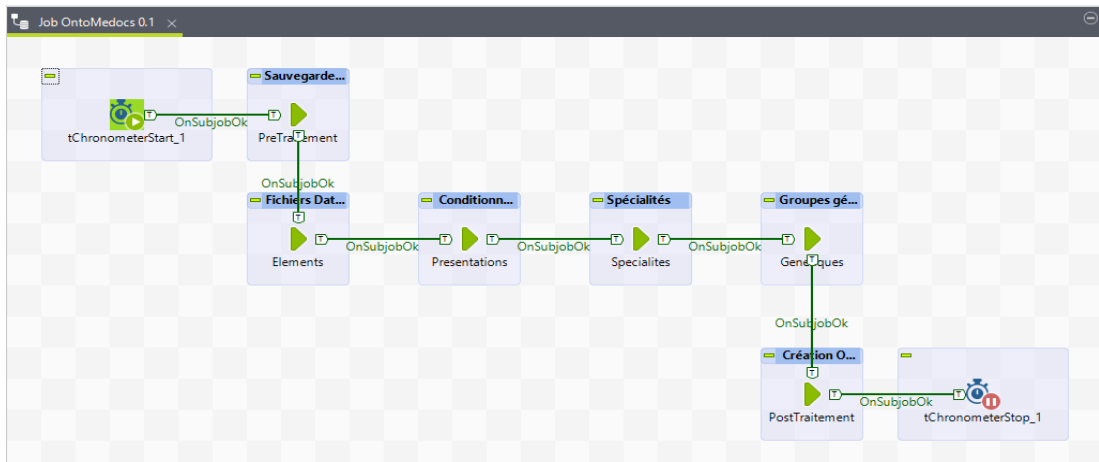 Job OntoMedocs 0.1
Sauvegarde...
T OnSubjobOk T
tChronometerStart_1
PreTraitement
T
OnSubjobOk
Fichiers Dat...
Conditionn...
Spécialités
Groupes gé...
T
T OnSubjobOk T
T OnSubjobOk T
T OnSubjobOk T
Elements
Presentations
Specialites
Generiques
T
OnSubjobOk
Création O...
T
T OnSubjobOk T
PostTraitement
tChronometerStop_1